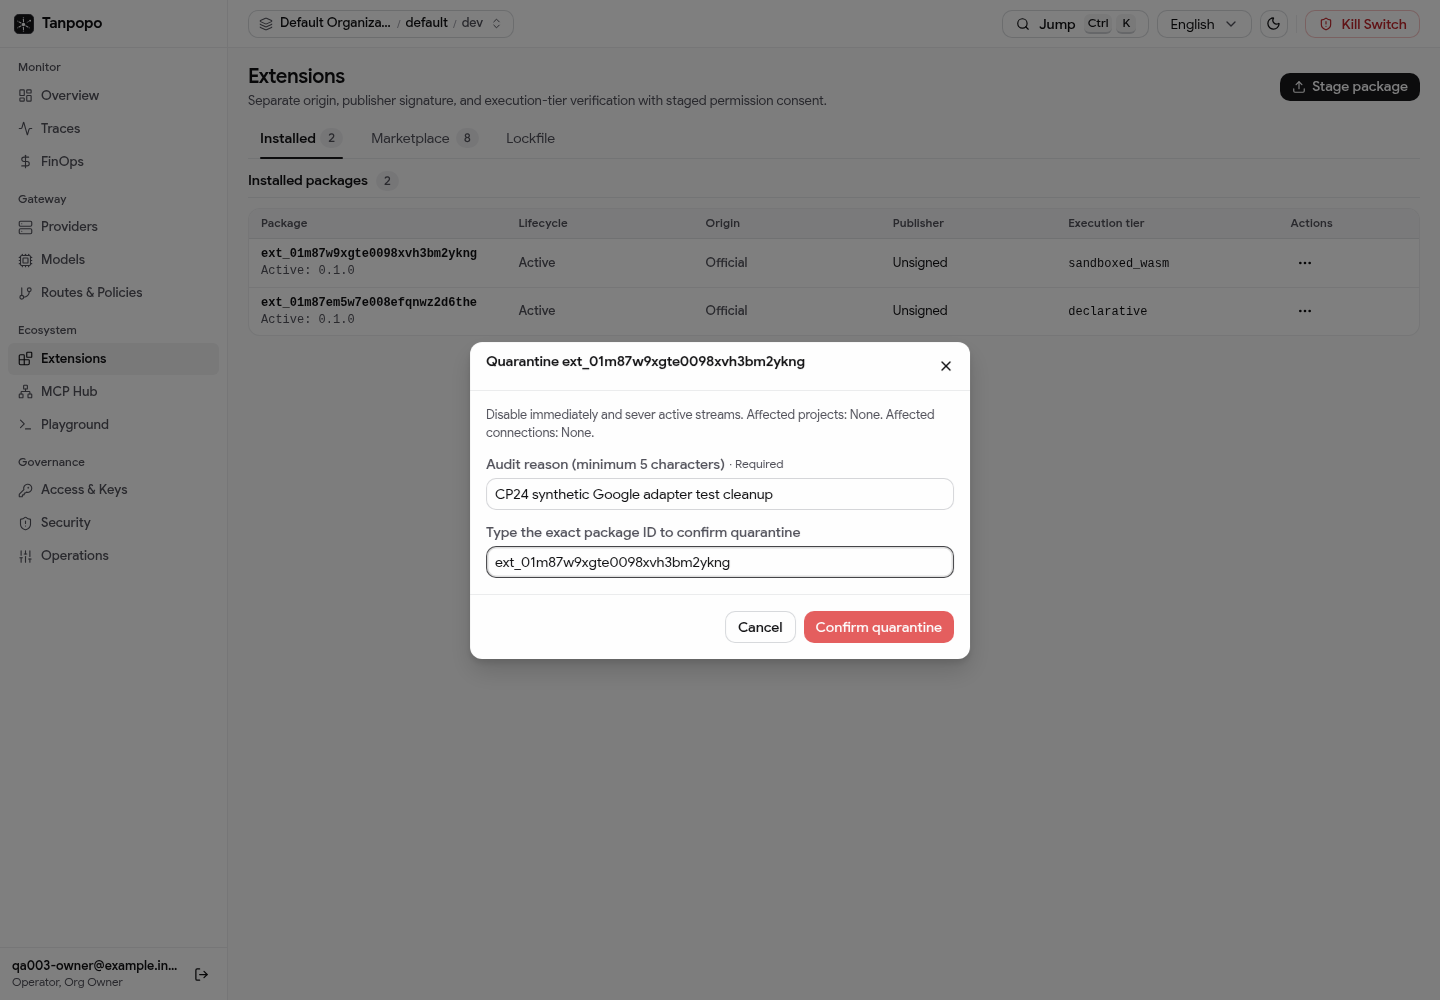 Tanpopo
Default Organiza... / default / dev
Jump Ctrl K
English
Kill Switch
Monitor
Overview
Traces
FinOps
Gateway
Providers
Models
Routes & Policies
Ecosystem
Extensions
MCP Hub
Playground
Governance
Access & Keys
Security
Operations
qa003-owner@example.in...
Operator, Org Owner
Extensions
Separate origin, publisher signature, and execution-tier verification with staged permission consent.
Stage package
Installed 2 Marketplace 8 Lockfile
Installed packages 2
Package Lifecycle Origin Publisher Execution tier Actions
ext_01m87w9xgte0098xvh3bm2ykng
Active: 0.1.0
Active Official Unsigned sandboxed_wasm
ext_01m87em5w7e008efqnwz2d6the
Active: 0.1.0
Active Official Unsigned declarative
Quarantine ext_01m87w9xgte0098xvh3bm2ykng
Disable immediately and sever active streams. Affected projects: None. Affected
connections: None.
Audit reason (minimum 5 characters) · Required
CP24 synthetic Google adapter test cleanup
Type the exact package ID to confirm quarantine
ext_01m87w9xgte0098xvh3bm2ykng
Cancel
Confirm quarantine